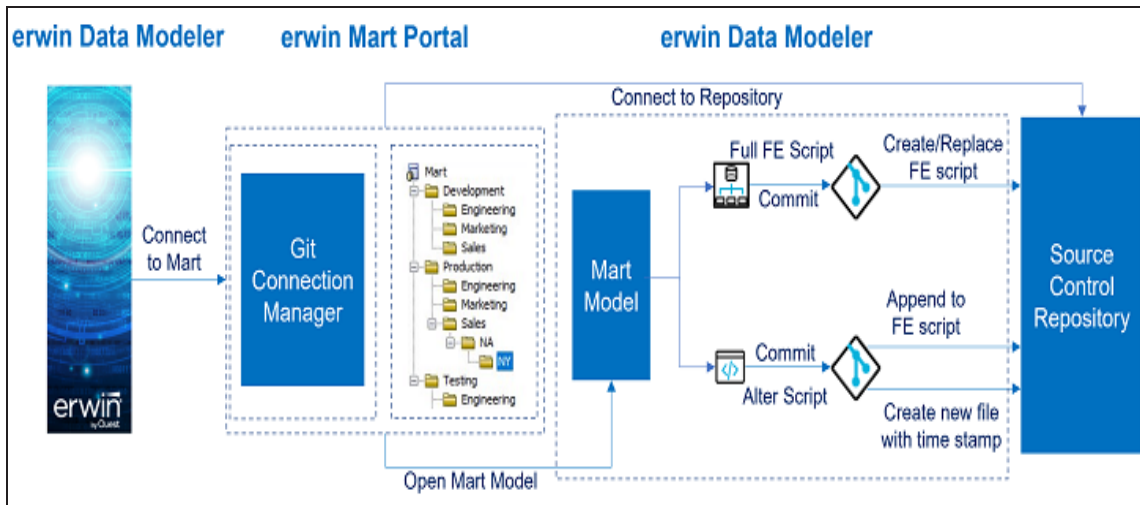 erwin Data Modeler
erwin Mart Portal
erwin Data Modeler
Connect to Repository
Connect
to Mart
erwin
by Quest
Git
Connection
Manager
Mart
Development
Engineering
Marketing
Sales
Production
Engineering
Marketing
Sales
NA
NY
Testing
Engineering
Open Mart Model
Mart
Model
Full FE Script
Commit
Create/Replace
FE script
Commit
Alter Script
Append to
FE script
Create new file
with time stamp
Source
Control
Repository